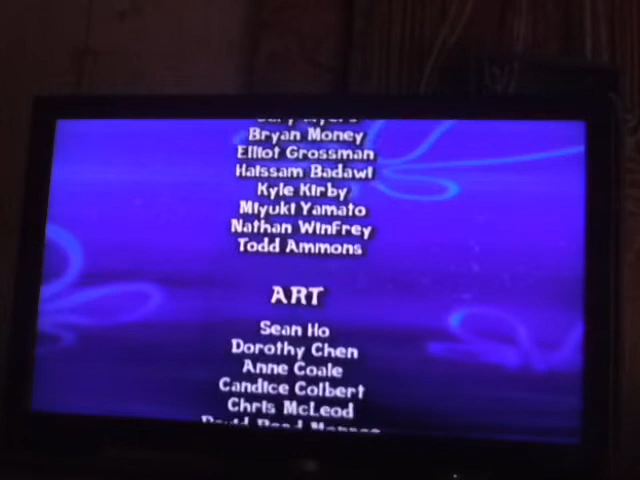 Bryan Money
Elliot Grossman
Haissam Badawi
Kyle Kirby
Miyuki Yamato
Nathan Winfrey
Todd Ammons
ART
Sean Ho
Dorothy Chen
Anne Coale
Candice Colbert
Chris McLeod